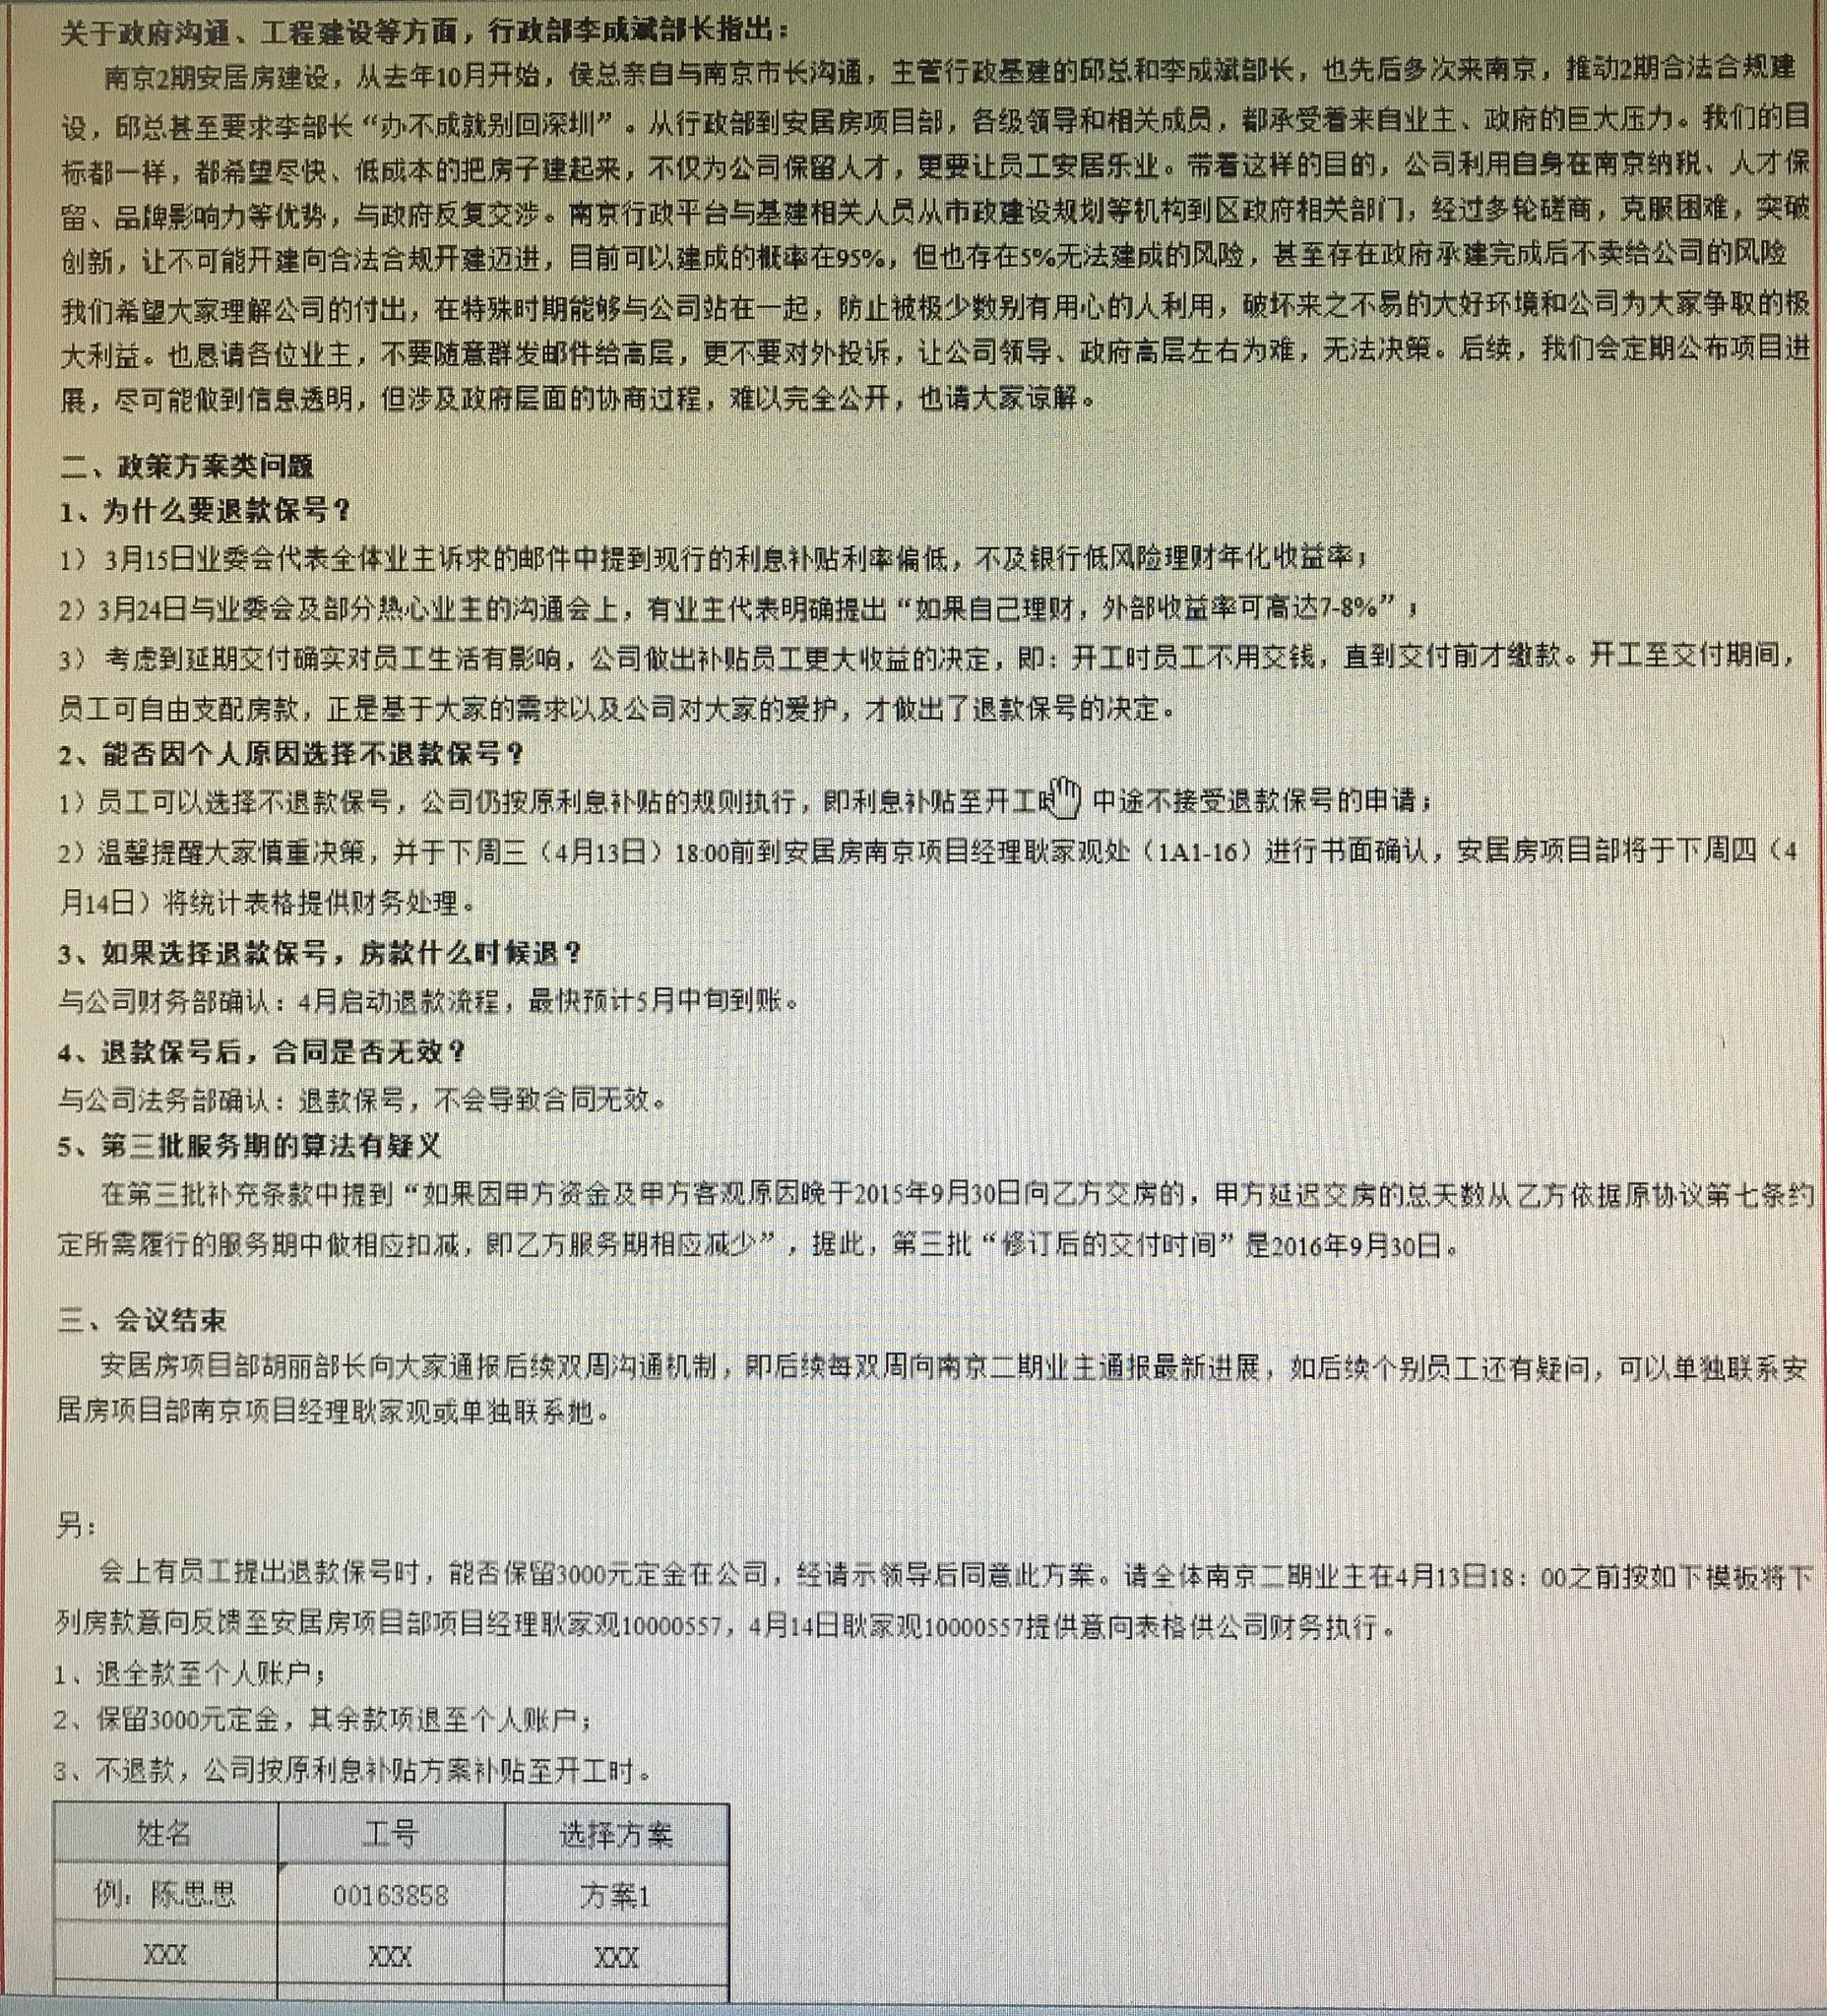 关于政府沟通、工程建设等方面，行政部李成斌部长指出：
南京2期安居房建设，从去年10月开始，侯总亲自与南京市长沟通，主管行政基建的邱总和李成斌部长，也先后多次来南京，推动2期合法合规建
设，邱总甚至要求李部长“办不成就别回深圳”。从行政部到安居房项目部，各级领导和相关成员，都承受着来自业主、政府的巨大压力。我们的目
标都一样，都希望尽快、低成本的把房子建起来，不仅为公司保留人才，更要让员工安居乐业。带着这样的目的，公司利用自身在南京纳税、人才保
留、品牌影响力等优势，与政府反复交涉。南京行政平台与基建相关人员从市政建设规划等机构到区政府相关部门，经过多轮磋商，克服困难，突破
创新，让不可能开建向合法合规开建迈进，目前可以建成的概率在95%，但也存在5%无法建成的风险，甚至存在政府承建完成后不卖给公司的风险
我们希望大家理解公司的付出，在特殊时期能够与公司站在一起，防止被极少数别有用心的人利用，破坏来之不易的大好环境和公司为大家争取的极
大利益。也恳请各位业主，不要随意群发邮件给高层，更不要对外投诉，让公司领导、政府高层左右为难，无法决策。后续，我们会定期公布项目进
展，尽可能做到信息透明，但涉及政府层面的协商过程，难以完全公开，也请大家谅解。
二、政策方案类问题
1、为什么要退款保号？
1） 3月15日业委会代表全体业主诉求的邮件中提到现行的利息补贴利率偏低，不及银行低风险理财年化收益率；
2）3月24日与业委会及部分热心业主的沟通会上，有业主代表明确提出“如果自己理财，外部收益率可高达7-8%”；
3） 考虑到延期交付确实对员工生活有影响，公司做出补贴员工更大收益的决定，即：开工时员工不用交钱，直到交付前才缴款。开工至交付期间，
员工可自由支配房款，正是基于大家的需求以及公司对大家的爱护，才做出了退款保号的决定。
2、能否因个人原因选择不退款保号？
1）员工可以选择不退款保号，公司仍按原利息补贴的规则执行，即利息补贴至开工时 中途不接受退款保号的申请；
2）温馨提醒大家慎重决策，并于下周三（4月13日）18:00前到安居房南京项目经理耿家观处（1A1-16）进行书面确认，安居房项目部将于下周四（4
月14日）将统计表格提供财务处理。
3、如果选择退款保号，房款什么时候退？
与公司财务部确认：4月启动退款流程，最快预计5月中旬到账。
4、退款保号后，合同是否无效？
与公司法务部确认：退款保号，不会导致合同无效。
5、第三批服务期的算法有疑义
在第三批补充条款中提到“如果因甲方资金及甲方客观原因晚于2015年9月30日向乙方交房的，甲方延迟交房的总天数从乙方依据原协议第七条约
定所需履行的服务期中做相应扣减，即乙方服务期相应减少”，据此，第三批“修订后的交付时间”是2016年9月30日。
三、会议结束
安居房项目部胡丽部长向大家通报后续双周沟通机制，即后续每双周向南京二期业主通报最新进展，如后续个别员工还有疑问，可以单独联系安
居房项目部南京项目经理耿家观或单独联系她。
另：
会上有员工提出退款保号时，能否保留3000元定金在公司，经请示领导后同意此方案。请全体南京二期业主在4月13日18：00之前按如下模板将下
列房款意向反馈至安居房项目部项目经理耿家观10000557，4月14日耿家观10000557提供意向表格供公司财务执行。
1、退全款至个人账户；
2、保留3000元定金，其余款项退至个人账户；
3、不退款，公司按原利息补贴方案补贴至开工时。
姓名 工号 选择方案
例：陈思思 00163858 方案1
XXX XXX XXX